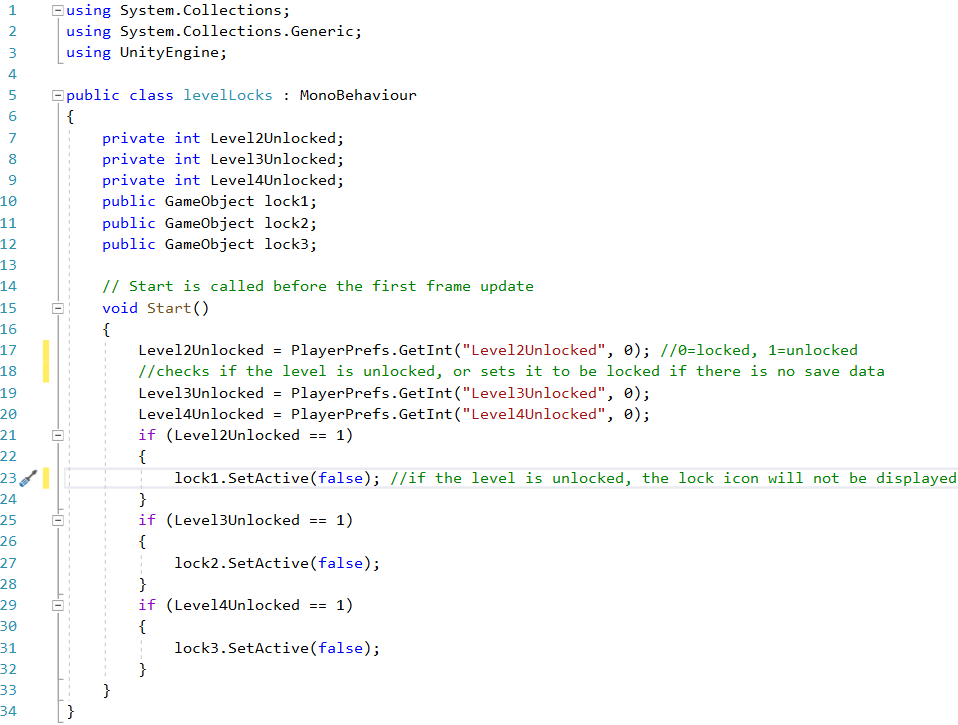 1 using System.Collections;
2 using System.Collections.Generic;
3 using UnityEngine;
4
5 public class levelLocks : MonoBehaviour
6 {
7     private int Level2Unlocked;
8     private int Level3Unlocked;
9     private int Level4Unlocked;
10     public GameObject lock1;
11     public GameObject lock2;
12     public GameObject lock3;
13
14     // Start is called before the first frame update
15     void Start()
16     {
17         Level2Unlocked = PlayerPrefs.GetInt("Level2Unlocked", 0); //0=locked, 1=unlocked
18         //checks if the level is unlocked, or sets it to be locked if there is no save data
19         Level3Unlocked = PlayerPrefs.GetInt("Level3Unlocked", 0);
20         Level4Unlocked = PlayerPrefs.GetInt("Level4Unlocked", 0);
21         if (Level2Unlocked == 1)
22         {
23             lock1.SetActive(false); //if the level is unlocked, the lock icon will not be displayed
24         }
25         if (Level3Unlocked == 1)
26         {
27             lock2.SetActive(false);
28         }
29         if (Level4Unlocked == 1)
30         {
31             lock3.SetActive(false);
32         }
33     }
34 }